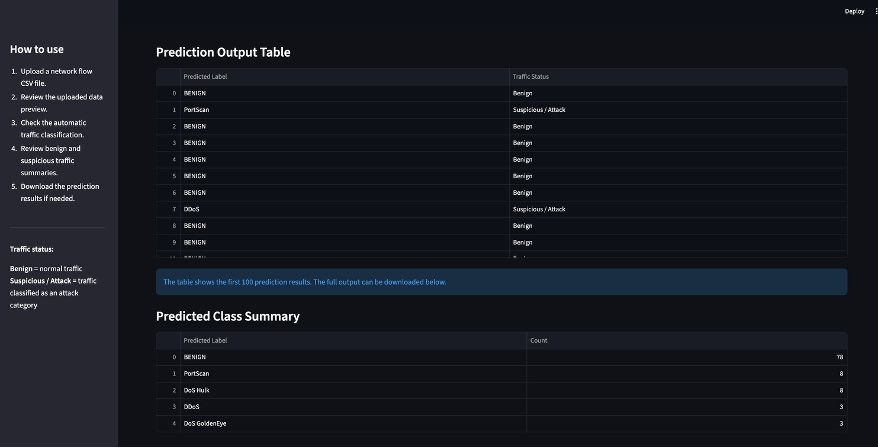 Deploy
How to use
1. Upload a network flow
CSV file.
2. Review the uploaded data
preview.
3. Check the automatic
traffic classification.
4. Review benign and
suspicious traffic
summaries.
5. Download the prediction
results if needed.
Traffic status:
Benign = normal traffic
Suspicious / Attack = traffic
classified as an attack
category
Prediction Output Table
Predicted Label Traffic Status
0 BENIGN Benign
1 PortScan Suspicious / Attack
2 BENIGN Benign
3 BENIGN Benign
4 BENIGN Benign
5 BENIGN Benign
6 BENIGN Benign
7 DDoS Suspicious / Attack
8 BENIGN Benign
9 BENIGN Benign
The table shows the first 100 prediction results. The full output can be downloaded below.
Predicted Class Summary
Predicted Label Count
0 BENIGN 78
1 PortScan 8
2 DoS Hulk 8
3 DDoS 3
4 DoS GoldenEye 3